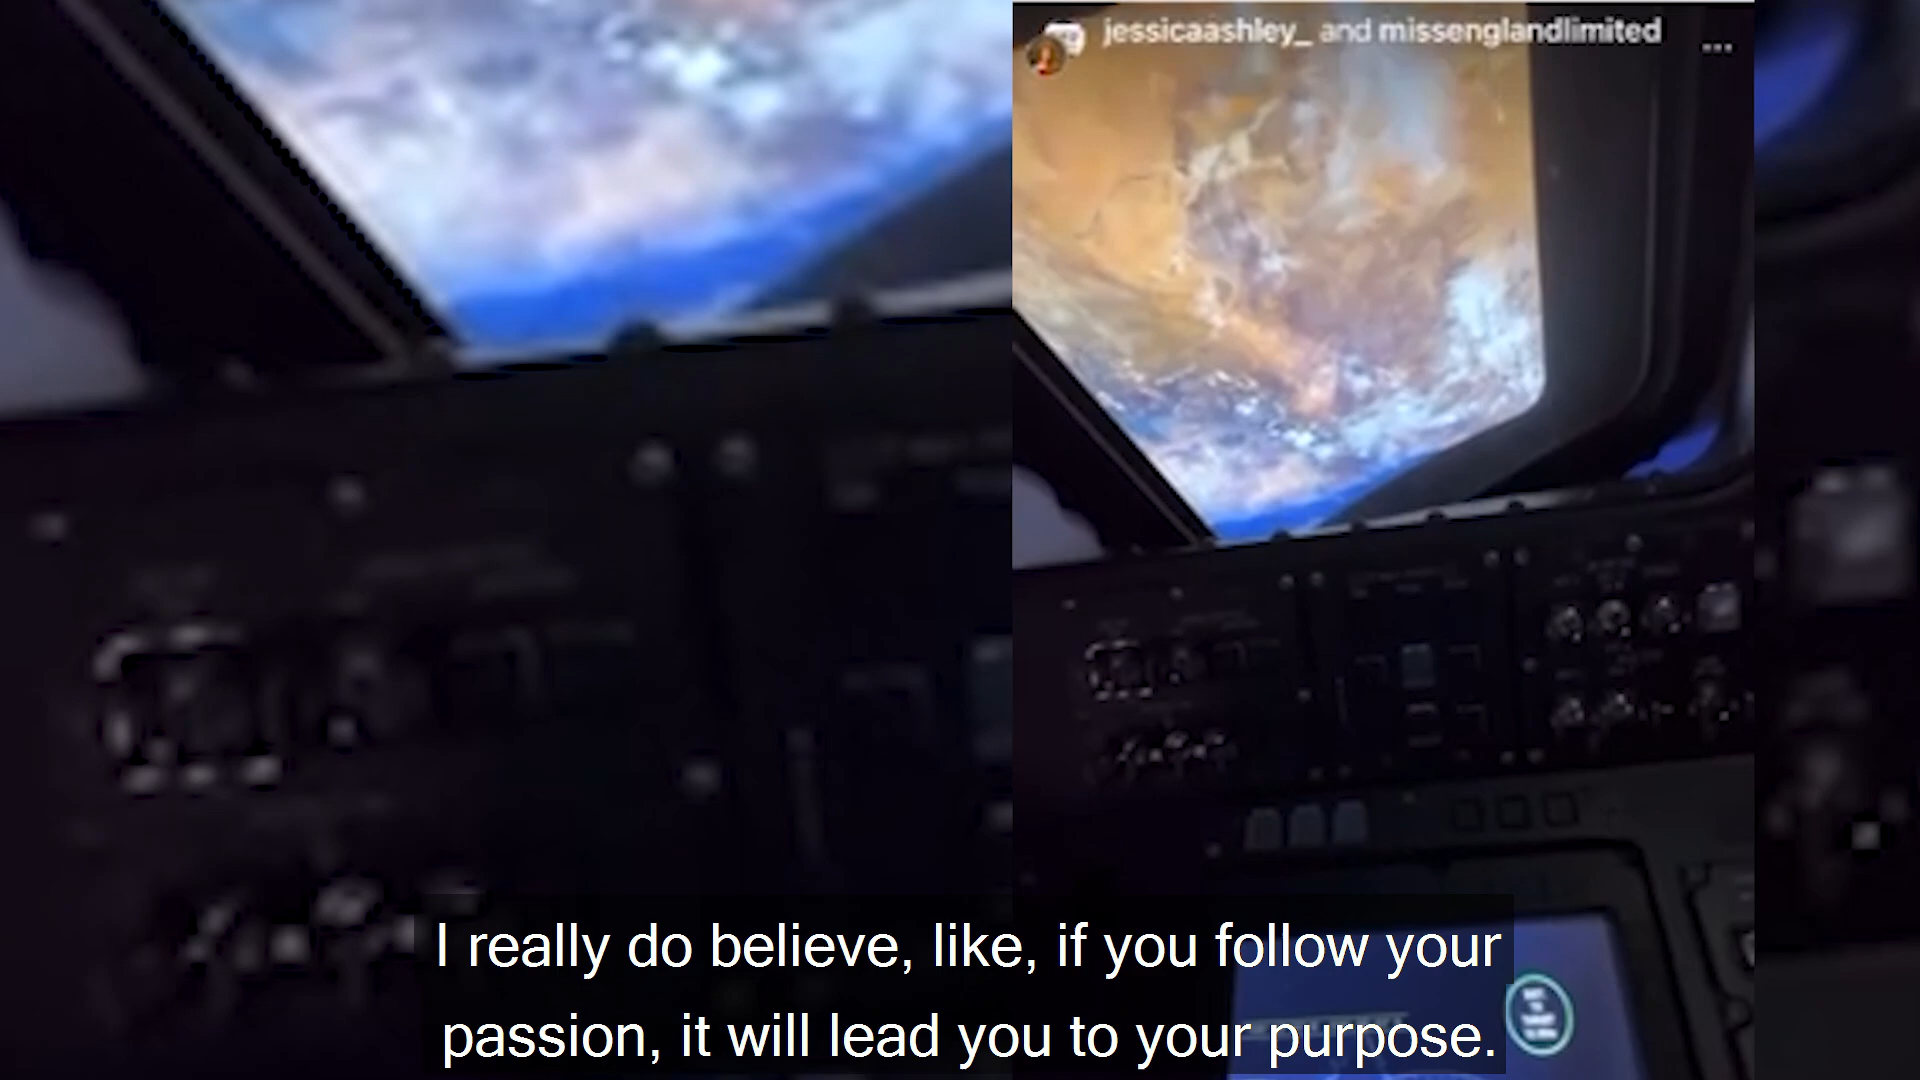 jessicaashley_ and missenglandlimited
I really do believe, like, if you follow your
passion, it will lead you to your purpose.